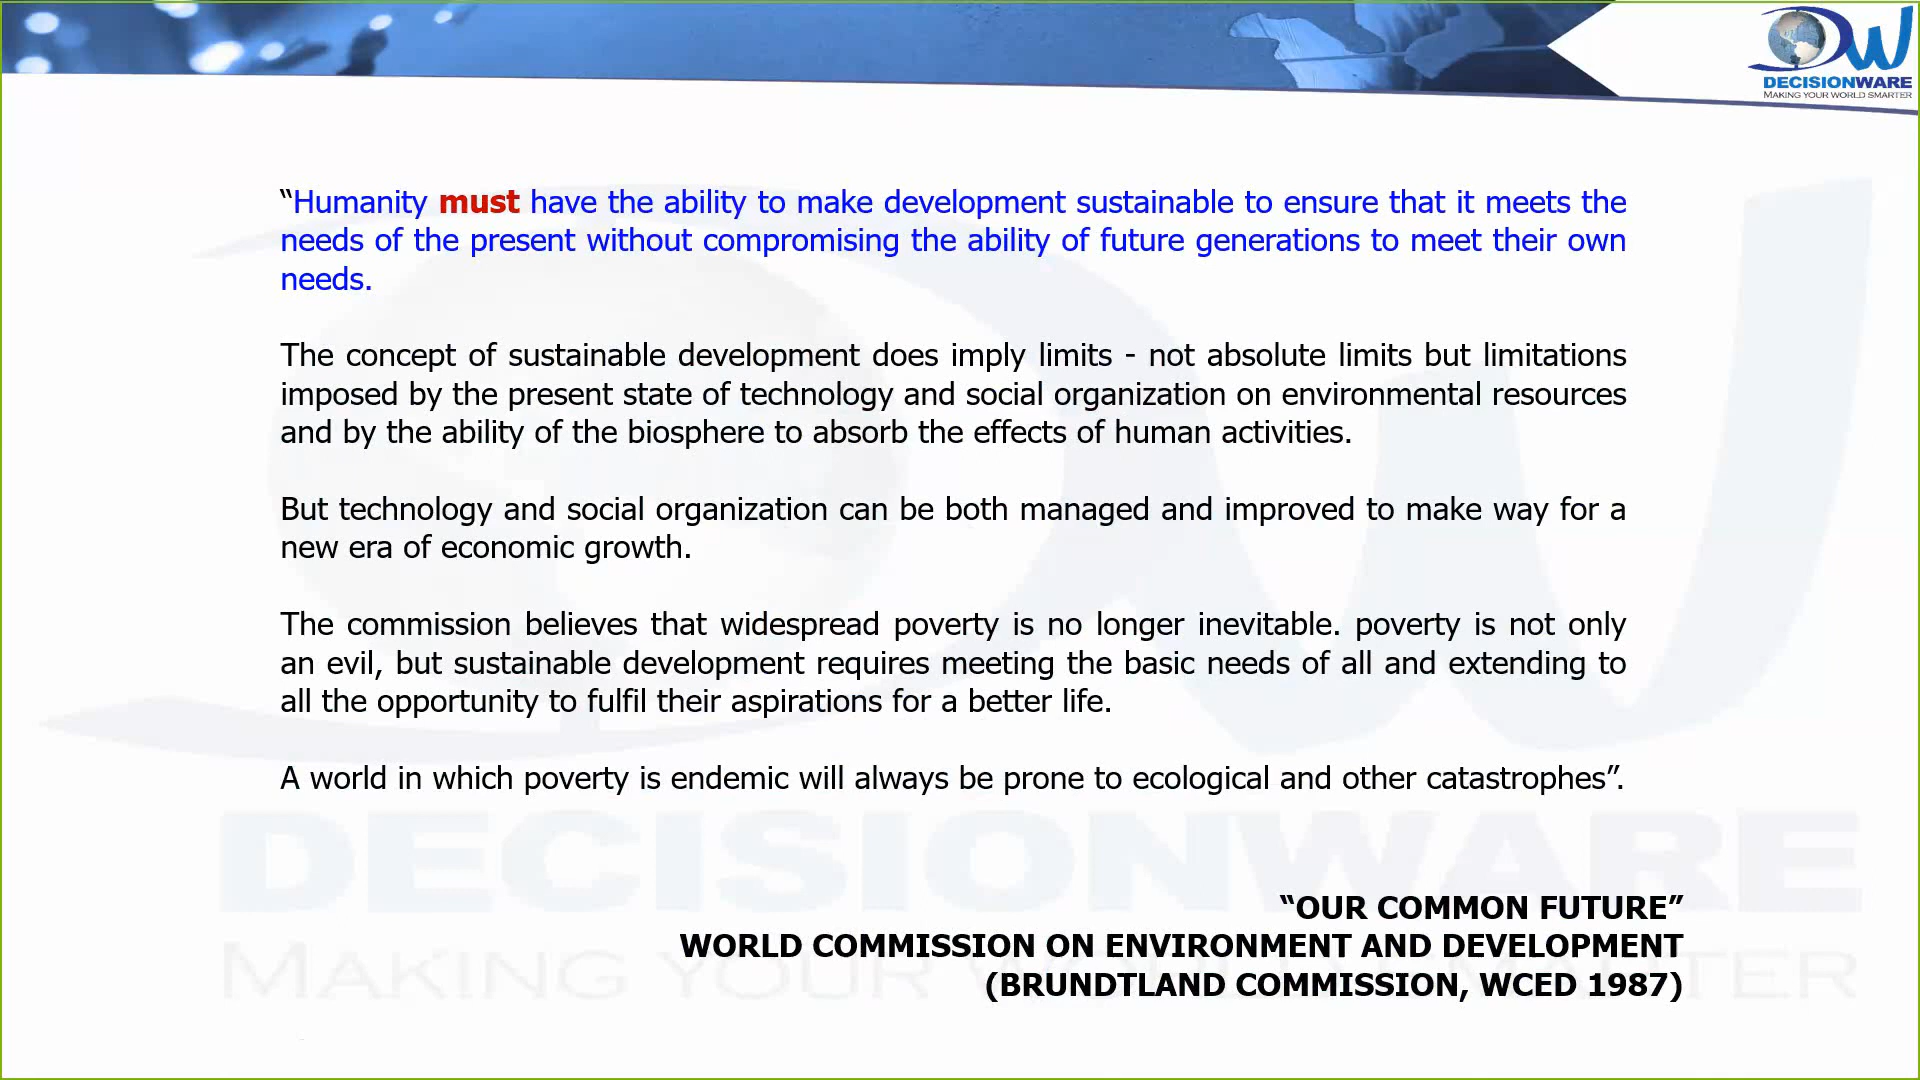 DECISIONWARE
MAKING YOUR WORLD SMARTER
“Humanity must have the ability to make development sustainable to ensure that it meets the
needs of the present without compromising the ability of future generations to meet their own
needs.
The concept of sustainable development does imply limits - not absolute limits but limitations
imposed by the present state of technology and social organization on environmental resources
and by the ability of the biosphere to absorb the effects of human activities.
But technology and social organization can be both managed and improved to make way for a
new era of economic growth.
The commission believes that widespread poverty is no longer inevitable. poverty is not only
an evil, but sustainable development requires meeting the basic needs of all and extending to
all the opportunity to fulfil their aspirations for a better life.
A world in which poverty is endemic will always be prone to ecological and other catastrophes”.
DECISIONWARE
MAKING YOUR WORLD SMARTER
“OUR COMMON FUTURE”
WORLD COMMISSION ON ENVIRONMENT AND DEVELOPMENT
(BRUNDTLAND COMMISSION, WCED 1987)